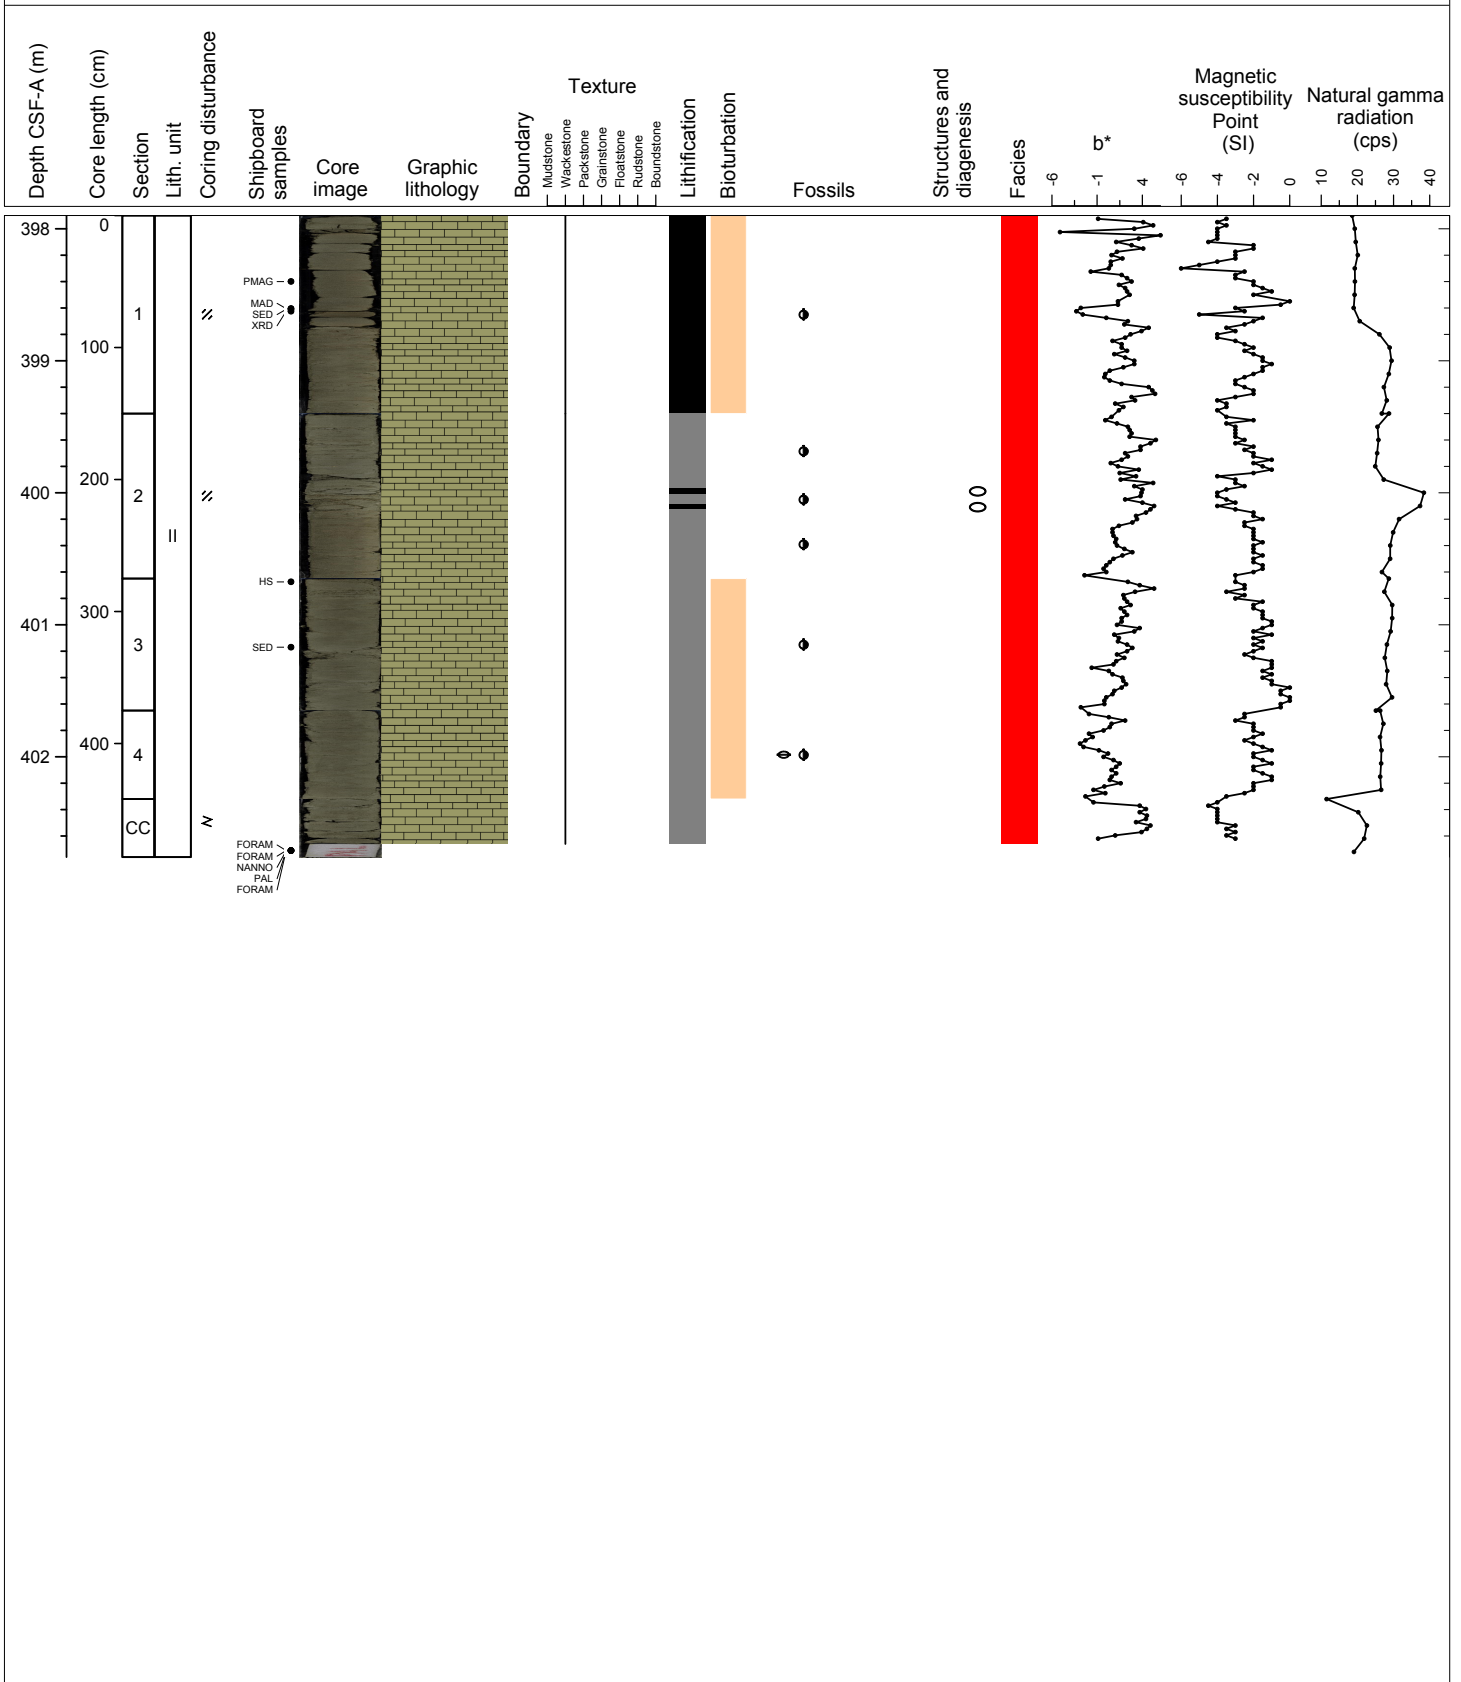 Depth CSF-A (m)
Core length (cm)
Section
Lith. unit
Coring disturbance
Shipboard
samples
Core
image
Graphic
lithology
Boundary
Texture
Mudstone
Wackestone
Packstone
Grainstone
Floatstone
Rudstone
Boundstone
Lithification
Bioturbation
Fossils
Structures and
diagenesis
Facies
b*
-6
-1
4
Magnetic
susceptibility
Point
(SI)
-6
-4
-2
0
Natural gamma
radiation
(cps)
10
20
30
40
398
399
400
401
402
0
100
200
300
400
1
2
3
4
CC
II
PMAG
MAD
SED
XRD
HS
SED
FORAM
FORAM
NANNO
PAL
FORAM